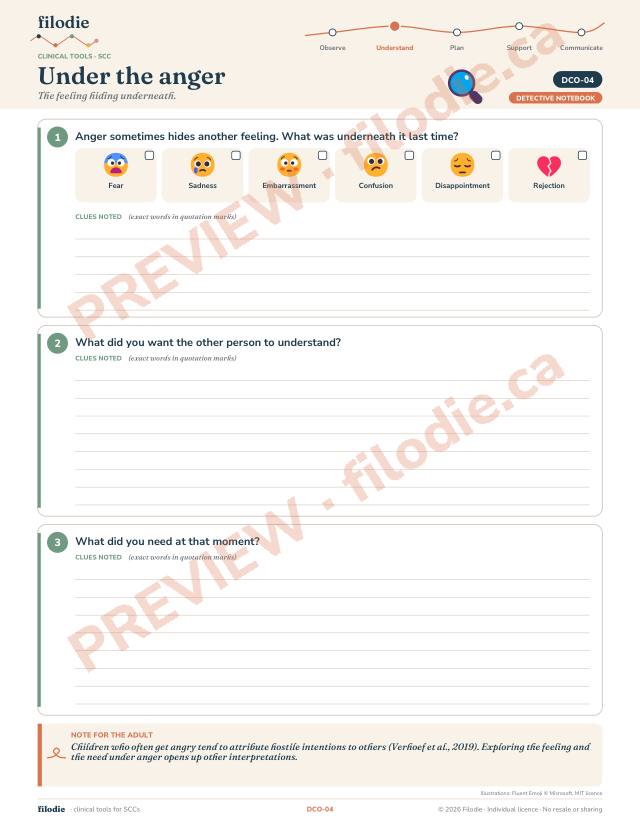 filodie
CLINICAL TOOLS · SCC
Under the anger
The feeling hiding underneath.
Observe
Understand
Plan
Support
Communicate
DCO-04
DETECTIVE NOTEBOOK
1
Anger sometimes hides another feeling. What was underneath it last time?
Fear
Sadness
Embarrassment
Confusion
Disappointment
Rejection
CLUES NOTED (exact words in quotation marks)
PREVIEW · filodie.ca
2
What did you want the other person to understand?
CLUES NOTED (exact words in quotation marks)
PREVIEW · filodie.ca
3
What did you need at that moment?
CLUES NOTED (exact words in quotation marks)
NOTE FOR THE ADULT
Children who often get angry tend to attribute hostile intentions to others (Verhoef et al., 2019). Exploring the feeling and
the need under anger opens up other interpretations.
Illustrations: Fluent Emoji © Microsoft, MIT licence
filodie · clinical tools for SCCs
DCO-04
© 2026 Filodie · Individual licence · No resale or sharing